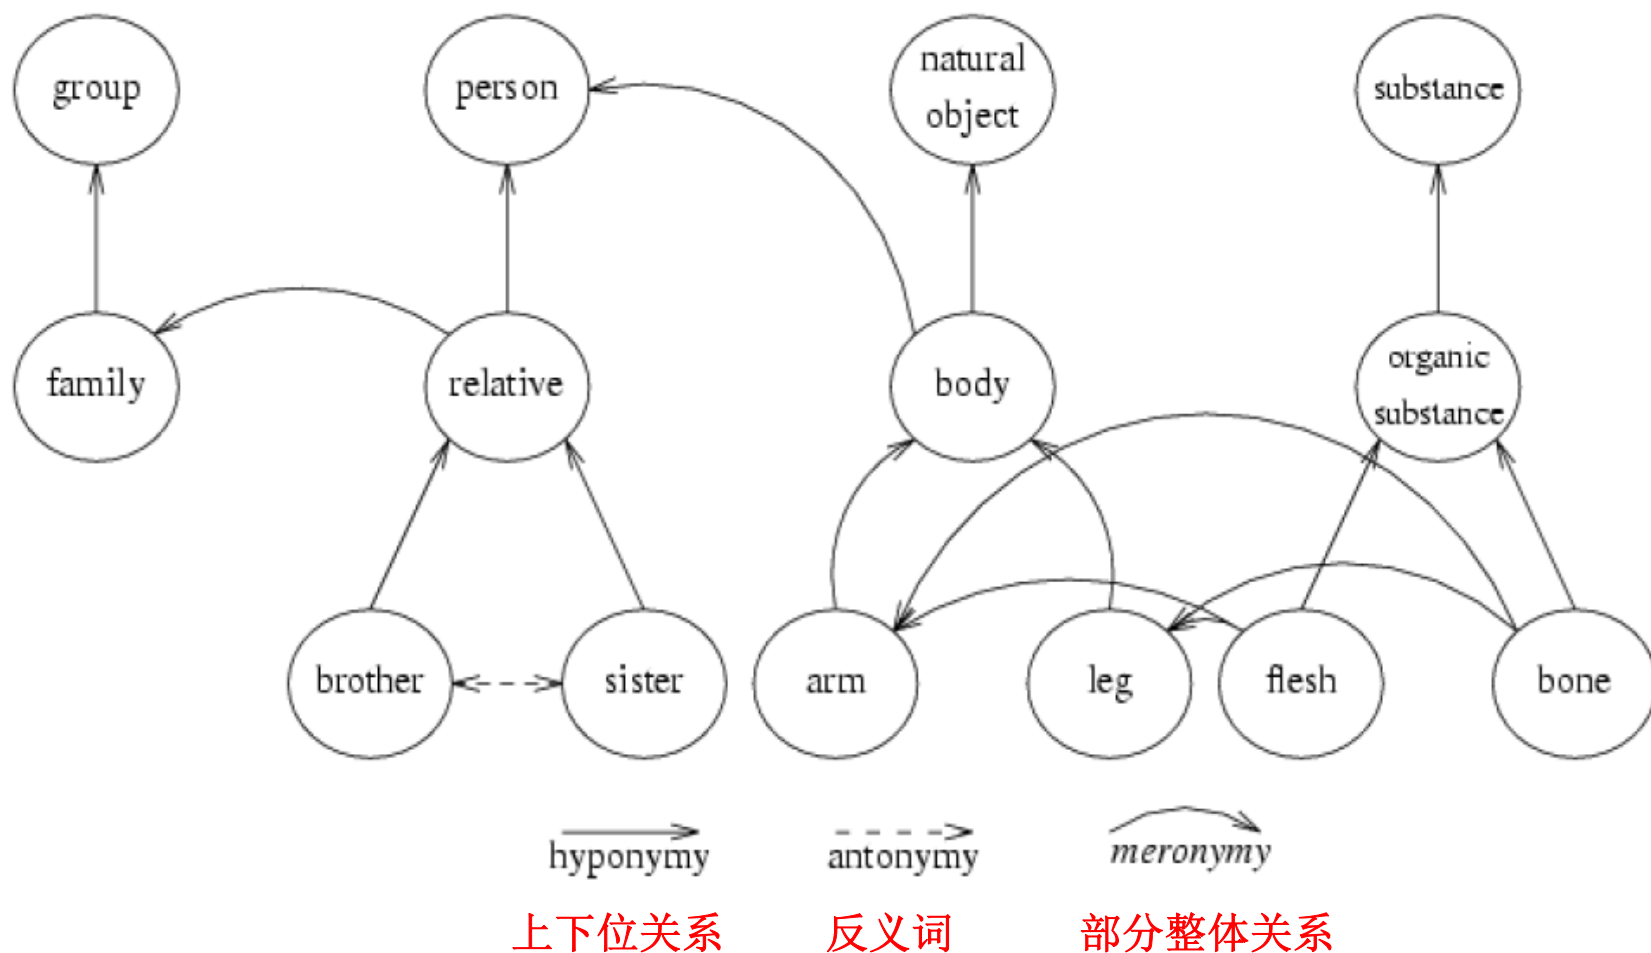 group
person
natural
object
substance
family
relative
body
organic
substance
brother
sister
arm
leg
flesh
bone
hyponymy
antonymy
meronymy
上下位关系
反义词
部分整体关系